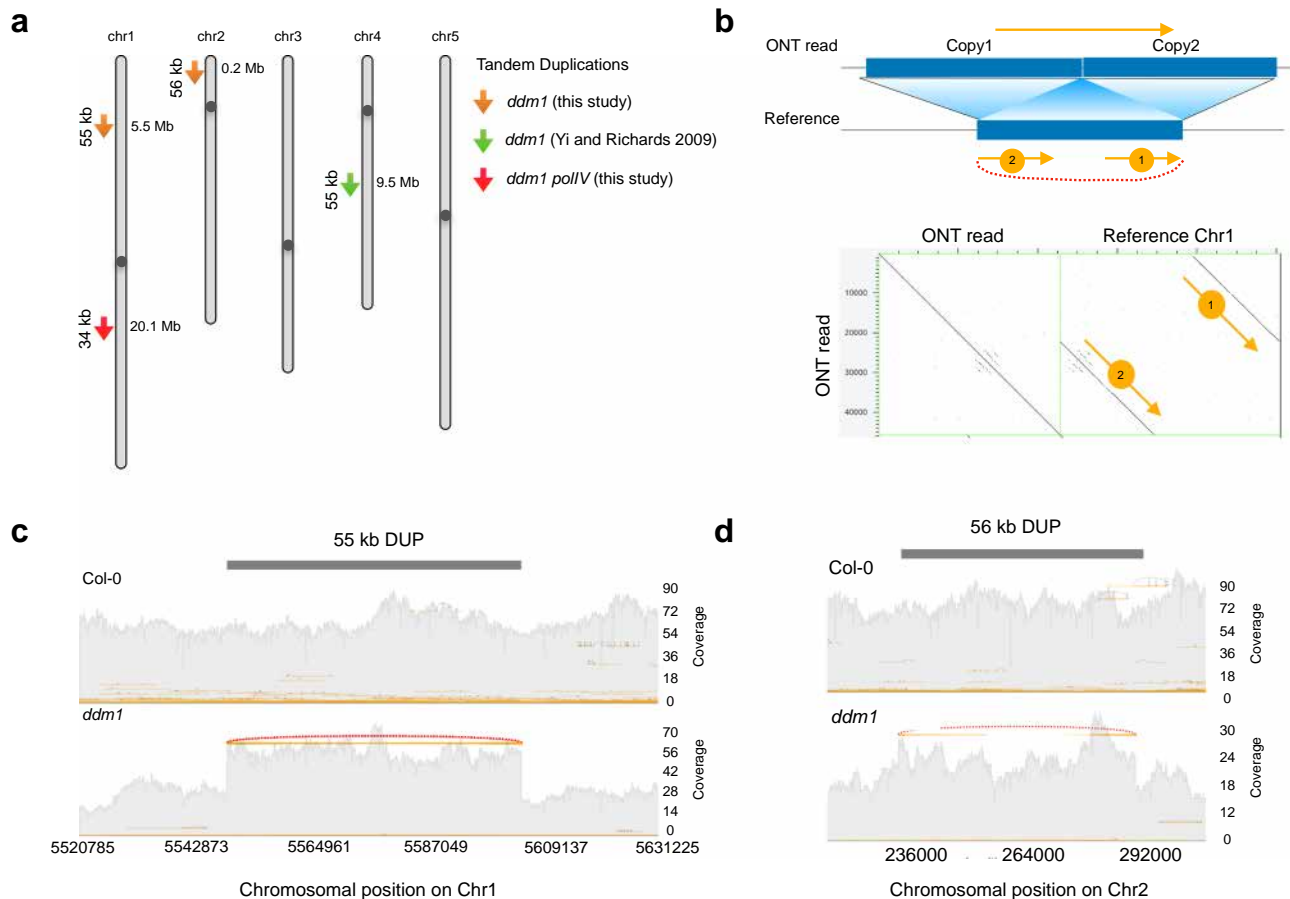 a
chr1
chr2
chr3
chr4
chr5
56 kb
0.2 Mb
55 kb
5.5 Mb
55 kb
9.5 Mb
34 kb
20.1 Mb
Tandem Duplications
ddm1 (this study)
ddm1 (Yi and Richards 2009)
ddm1 polIV (this study)
b
ONT read
Copy1
Copy2
Reference
2
1
ONT read
Reference Chr1
ONT read
10000
20000
30000
40000
1
2
c
55 kb DUP
Col-0
90
72
54
36
18
0
Coverage
ddm1
70
56
42
28
14
0
Coverage
5520785
5542873
5564961
5587049
5609137
5631225
Chromosomal position on Chr1
d
56 kb DUP
Col-0
90
72
54
36
18
0
Coverage
ddm1
30
24
18
12
6
0
Coverage
236000
264000
292000
Chromosomal position on Chr2